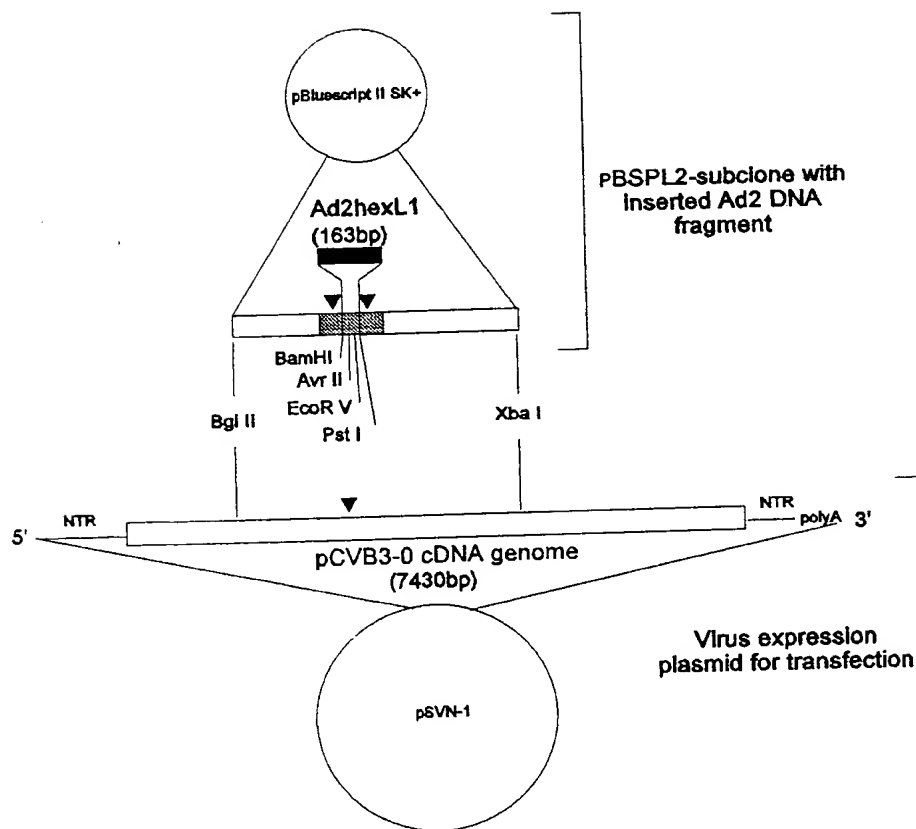 pBluescript II SK+
pBSPL2-subclone with
inserted Ad2 DNA
fragment
Ad2hexL1
(163bp)
BamHI
Avr II
EcoR V
Pst I
Bgl II
Xba I
5'
NTR
NTR
polyA
3'
pCVB3-0 cDNA genome
(7430bp)
Virus expression
plasmid for transfection
pSVN-1